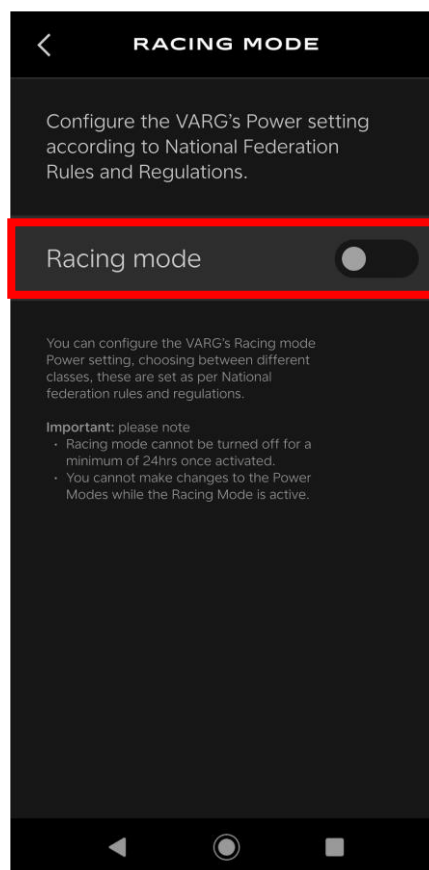 RACING MODE
Configure the VARG's Power setting
according to National Federation
Rules and Regulations.
Racing mode
You can configure the VARG's Racing mode
Power setting, choosing between different
classes, these are set as per National
federation rules and regulations.
Important: please note
• Racing mode cannot be turned off for a
minimum of 24hrs once activated.
• You cannot make changes to the Power
Modes while the Racing Mode is active.